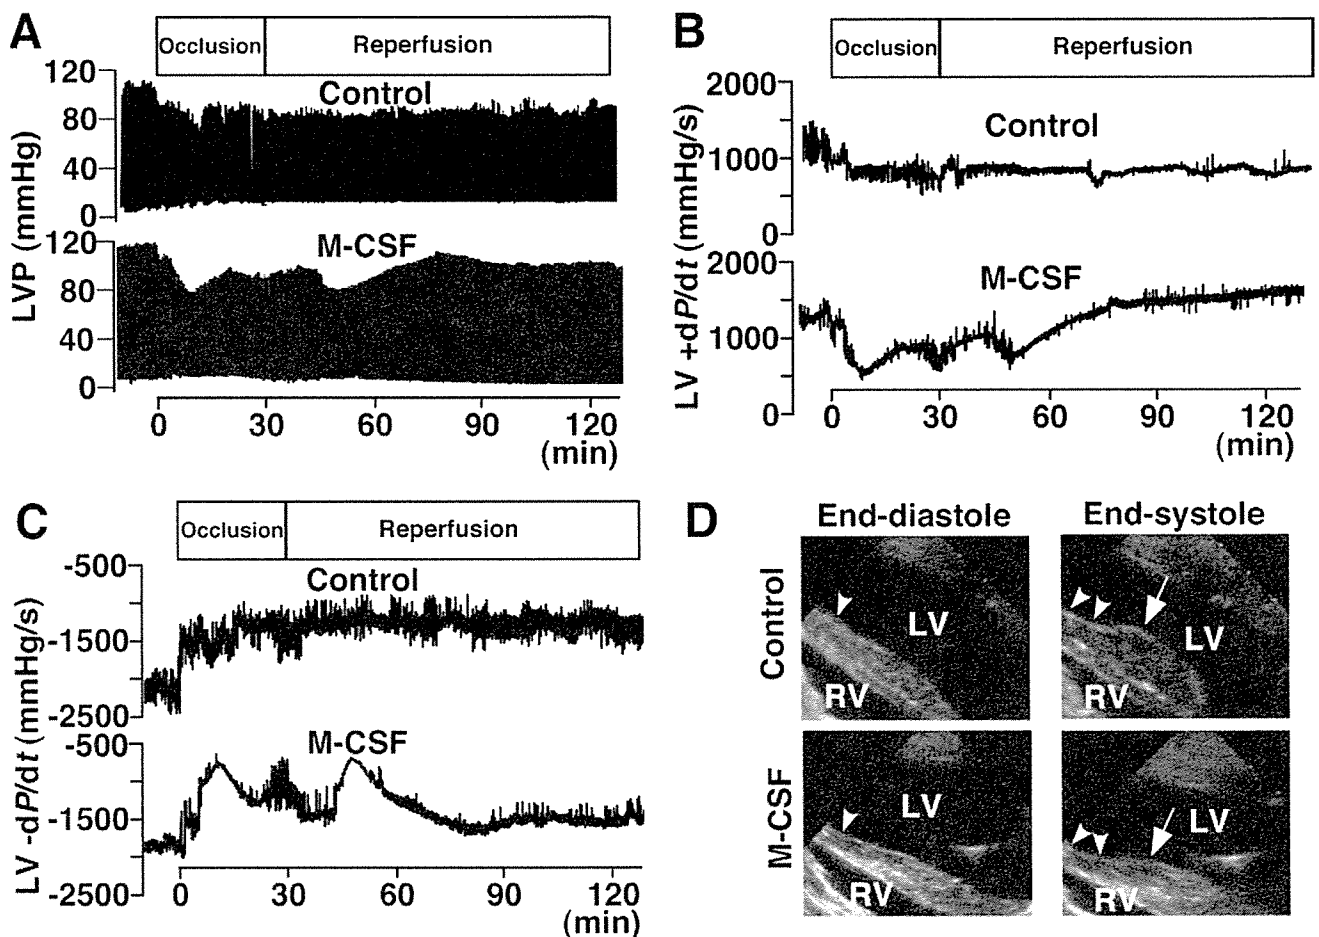 A
Occlusion
Reperfusion
LVP (mmHg)
120
80
40
0
Control
120
80
40
0
M-CSF
0
30
60
90
120
(min)
B
Occlusion
Reperfusion
LV +dP/dt (mmHg/s)
2000
1000
0
Control
2000
1000
0
M-CSF
0
30
60
90
120
(min)
C
Occlusion
Reperfusion
LV -dP/dt (mmHg/s)
-500
-1500
-2500
Control
-500
-1500
-2500
M-CSF
0
30
60
90
120
(min)
D
End-diastole
End-systole
Control
LV
RV
LV
RV
M-CSF
LV
RV
LV
RV